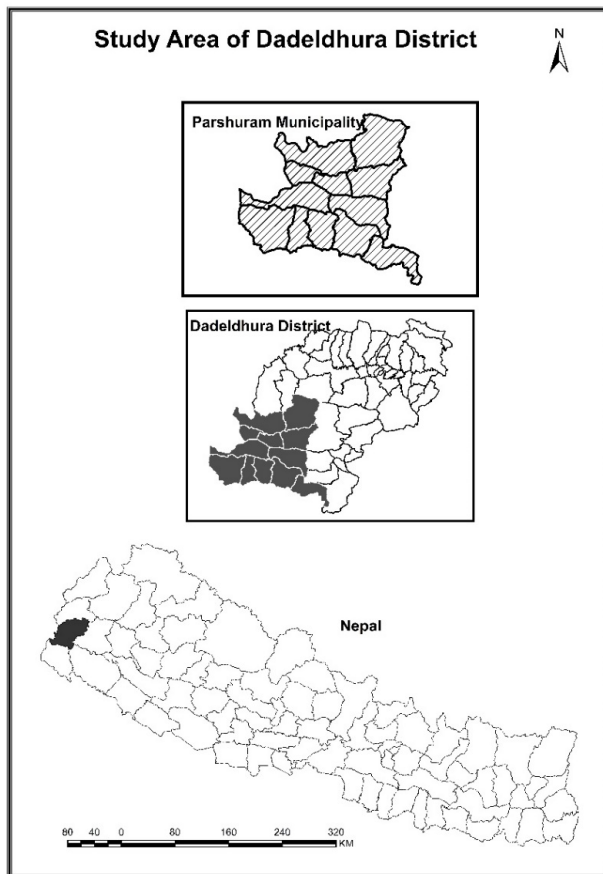 Study Area of Dadeldhura District
N
Parshuram Municipality
Dadeldhura District
Nepal
80 40 0 80 160 240 320
KM